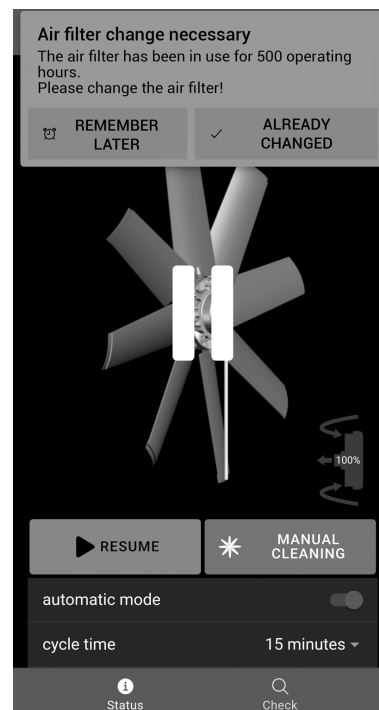 Air filter change necessary
The air filter has been in use for 500 operating
hours.
Please change the air filter!
REMEMBER
LATER
ALREADY
CHANGED
100%
RESUME
MANUAL
CLEANING
automatic mode
cycle time
15 minutes
Status
Check